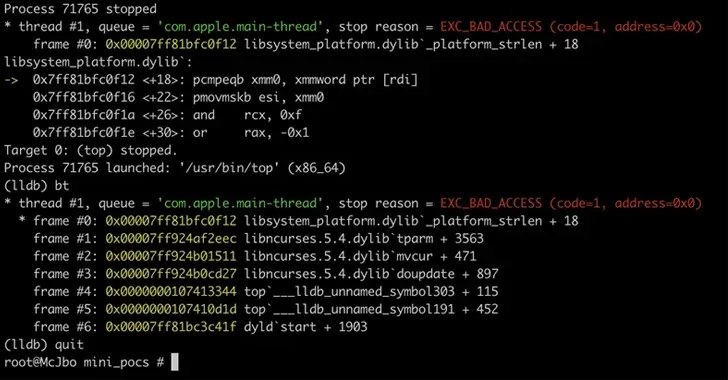 Process 71765 stopped
* thread #1, queue = 'com.apple.main-thread', stop reason = EXC_BAD_ACCESS (code=1, address=0x0)
    frame #0: 0x00007ff81bfc0f12 libsystem_platform.dylib`_platform_strlen + 18
libsystem_platform.dylib`:
->  0x7ff81bfc0f12 <+18>: pcmpeqb xmm0, xmmword ptr [rdi]
    0x7ff81bfc0f16 <+22>: pmovmskb esi, xmm0
    0x7ff81bfc0f1a <+26>: and    rcx, 0xf
    0x7ff81bfc0f1e <+30>: or     rax, -0x1
Target 0: (top) stopped.
Process 71765 launched: '/usr/bin/top' (x86_64)
(lldb) bt
* thread #1, queue = 'com.apple.main-thread', stop reason = EXC_BAD_ACCESS (code=1, address=0x0)
  * frame #0: 0x00007ff81bfc0f12 libsystem_platform.dylib`_platform_strlen + 18
    frame #1: 0x00007ff924af2eec libncurses.5.4.dylib`tparm + 3563
    frame #2: 0x00007ff924b01511 libncurses.5.4.dylib`mvcur + 471
    frame #3: 0x00007ff924b0cd27 libncurses.5.4.dylib`doupdate + 897
    frame #4: 0x0000000107413344 top`___lldb_unnamed_symbol303 + 115
    frame #5: 0x0000000107410d1d top`___lldb_unnamed_symbol191 + 452
    frame #6: 0x00007ff81bc3c41f dyld`start + 1903
(lldb) quit
root@McJbo mini_pocs #